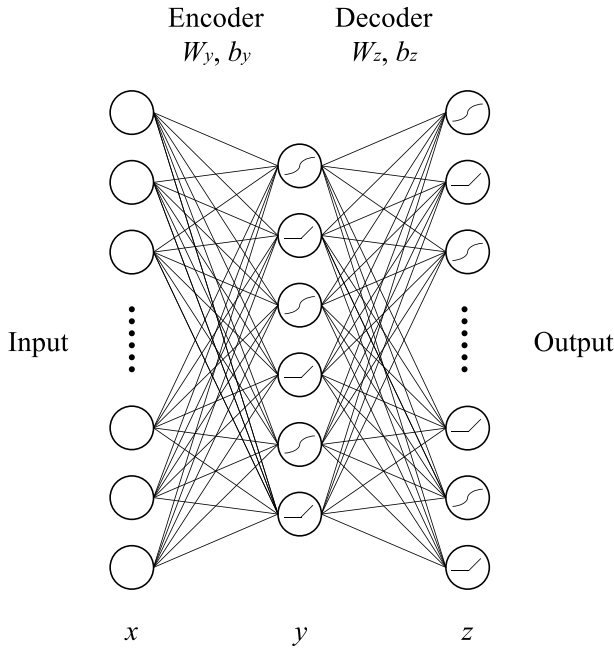 Encoder
Wy, by
Decoder
Wz, bz
Input
Output
x
y
z